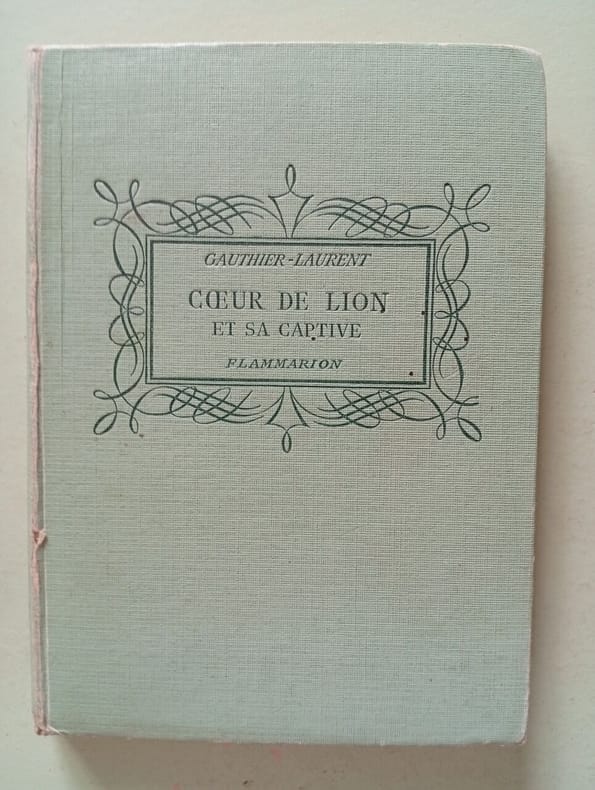 GAUTHIER-LAURENT
CŒUR DE LION
ET SA CAPTIVE
FLAMMARION